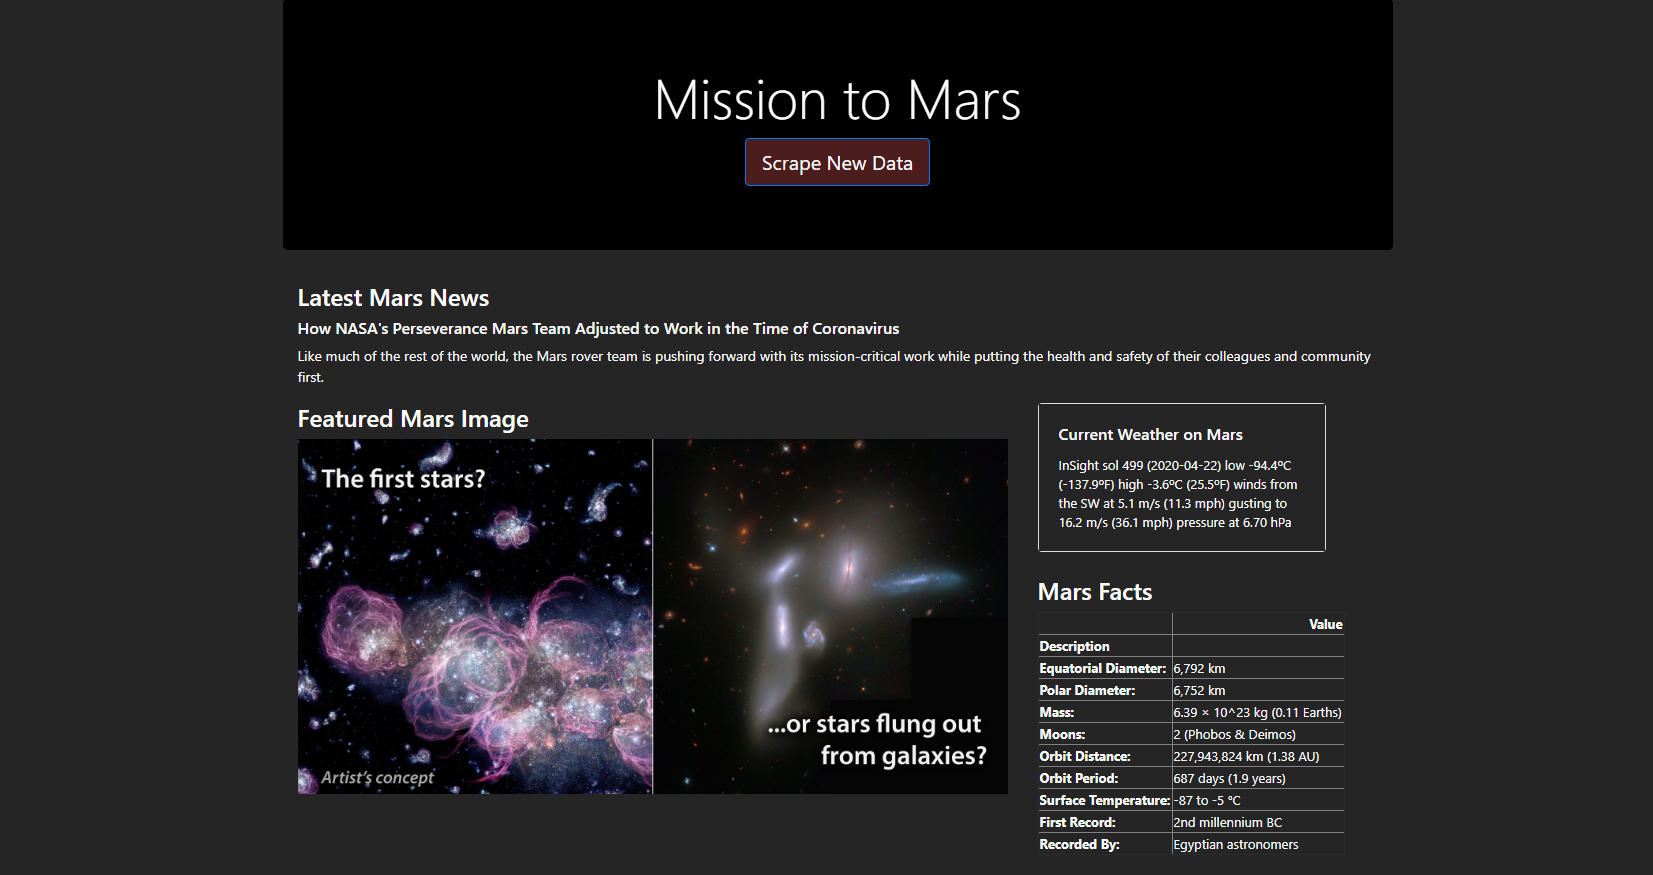 Mission to Mars
Scrape New Data
Latest Mars News
How NASA's Perseverance Mars Team Adjusted to Work in the Time of Coronavirus
Like much of the rest of the world, the Mars rover team is pushing forward with its mission-critical work while putting the health and safety of their colleagues and community
first.
Featured Mars Image
The first stars?
...or stars flung out
from galaxies?
Artist's concept
Current Weather on Mars
InSight sol 499 (2020-04-22) low -94.4ºC
(-137.9ºF) high -3.6ºC (25.5ºF) winds from
the SW at 5.1 m/s (11.3 mph) gusting to
16.2 m/s (36.1 mph) pressure at 6.70 hPa
Mars Facts
Value
Description
Equatorial Diameter: 6,792 km
Polar Diameter: 6,752 km
Mass: 6.39 × 10^23 kg (0.11 Earths)
Moons: 2 (Phobos & Deimos)
Orbit Distance: 227,943,824 km (1.38 AU)
Orbit Period: 687 days (1.9 years)
Surface Temperature: -87 to -5 °C
First Record: 2nd millennium BC
Recorded By: Egyptian astronomers